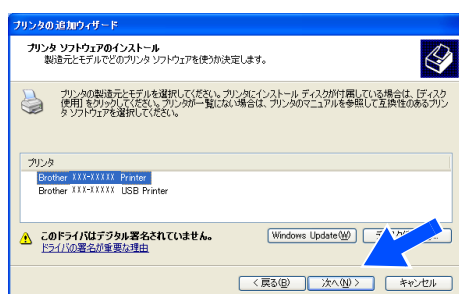 プリンタの追加ウィザード
プリンタ ソフトウェアのインストール
製造元とモデルでどのプリンタ ソフトウェアを使うか決定します。
プリンタの製造元とモデルを選択してください。プリンタにインストール ディスクが付属している場合は、[ディスク
使用] をクリックしてください。プリンタが一覧にない場合は、プリンタのマニュアルを参照して互換性のあるプリン
タ ソフトウェアを選択してください。
プリンタ
Brother XXX-XXXXX Printer
Brother XXX-XXXXX USB Printer
このドライバはデジタル署名されていません。
ドライバの署名が重要な理由
Windows Update(W)
< 戻る(B) 次へ(N) > キャンセル